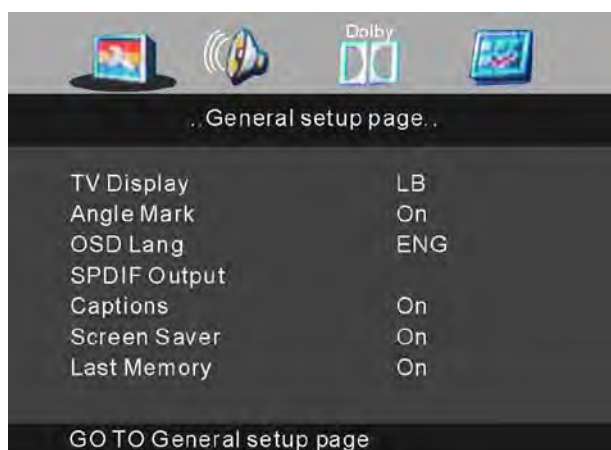 Dolby
..General setup page..
TV Display LB
Angle Mark On
OSD Lang ENG
SPDIF Output
Captions On
Screen Saver On
Last Memory On
GO TO General setup page